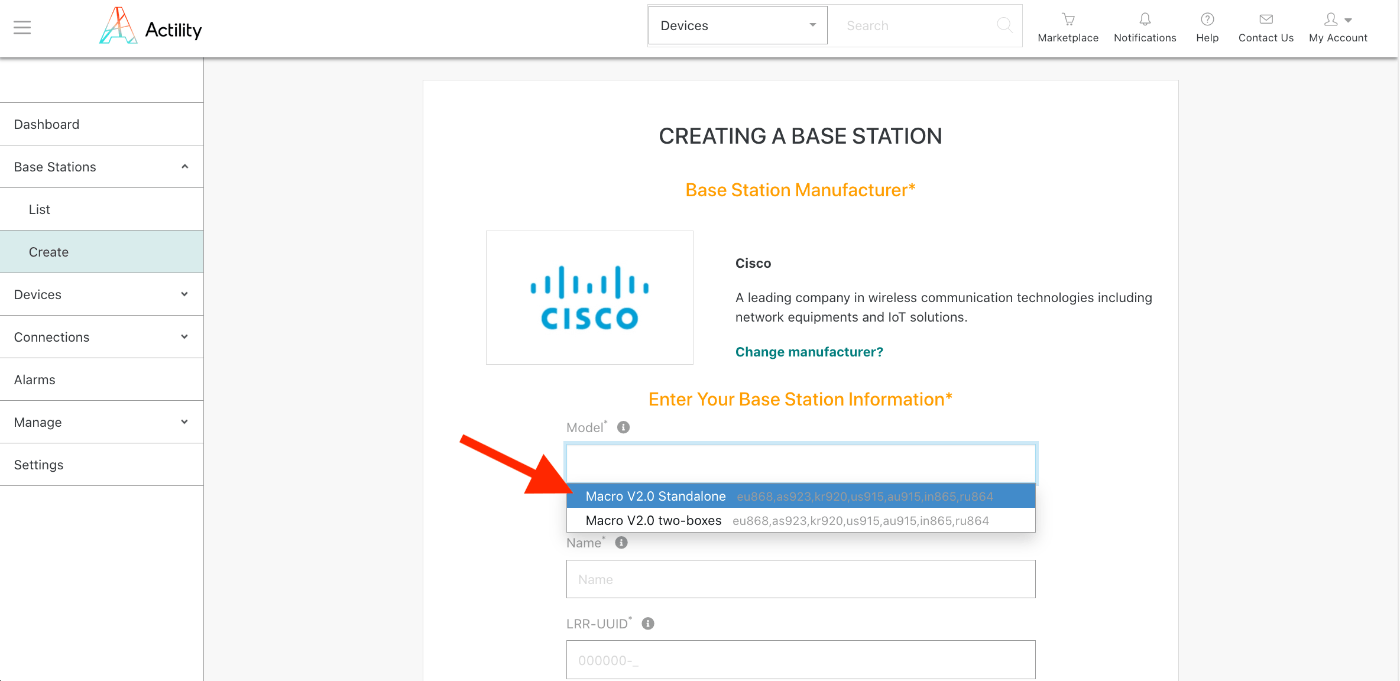 Actility
Devices
Search
Marketplace
Notifications
Help
Contact Us
My Account
Dashboard
Base Stations
List
Create
Devices
Connections
Alarms
Manage
Settings
CREATING A BASE STATION
Base Station Manufacturer*
CISCO
Cisco
A leading company in wireless communication technologies including
network equipments and IoT solutions.
Change manufacturer?
Enter Your Base Station Information*
Model*
Macro V2.0 Standalone eu868,as923,kr920,us915,au915,in865,ru864
Macro V2.0 two-boxes eu868,as923,kr920,us915,au915,in865,ru864
Name*
Name
LRR-UUID*
000000-_